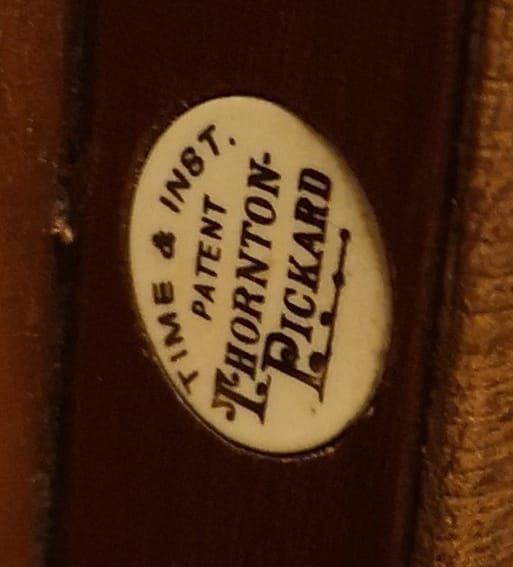 TIME & INST.
PATENT
THORNTON-
PICKARD